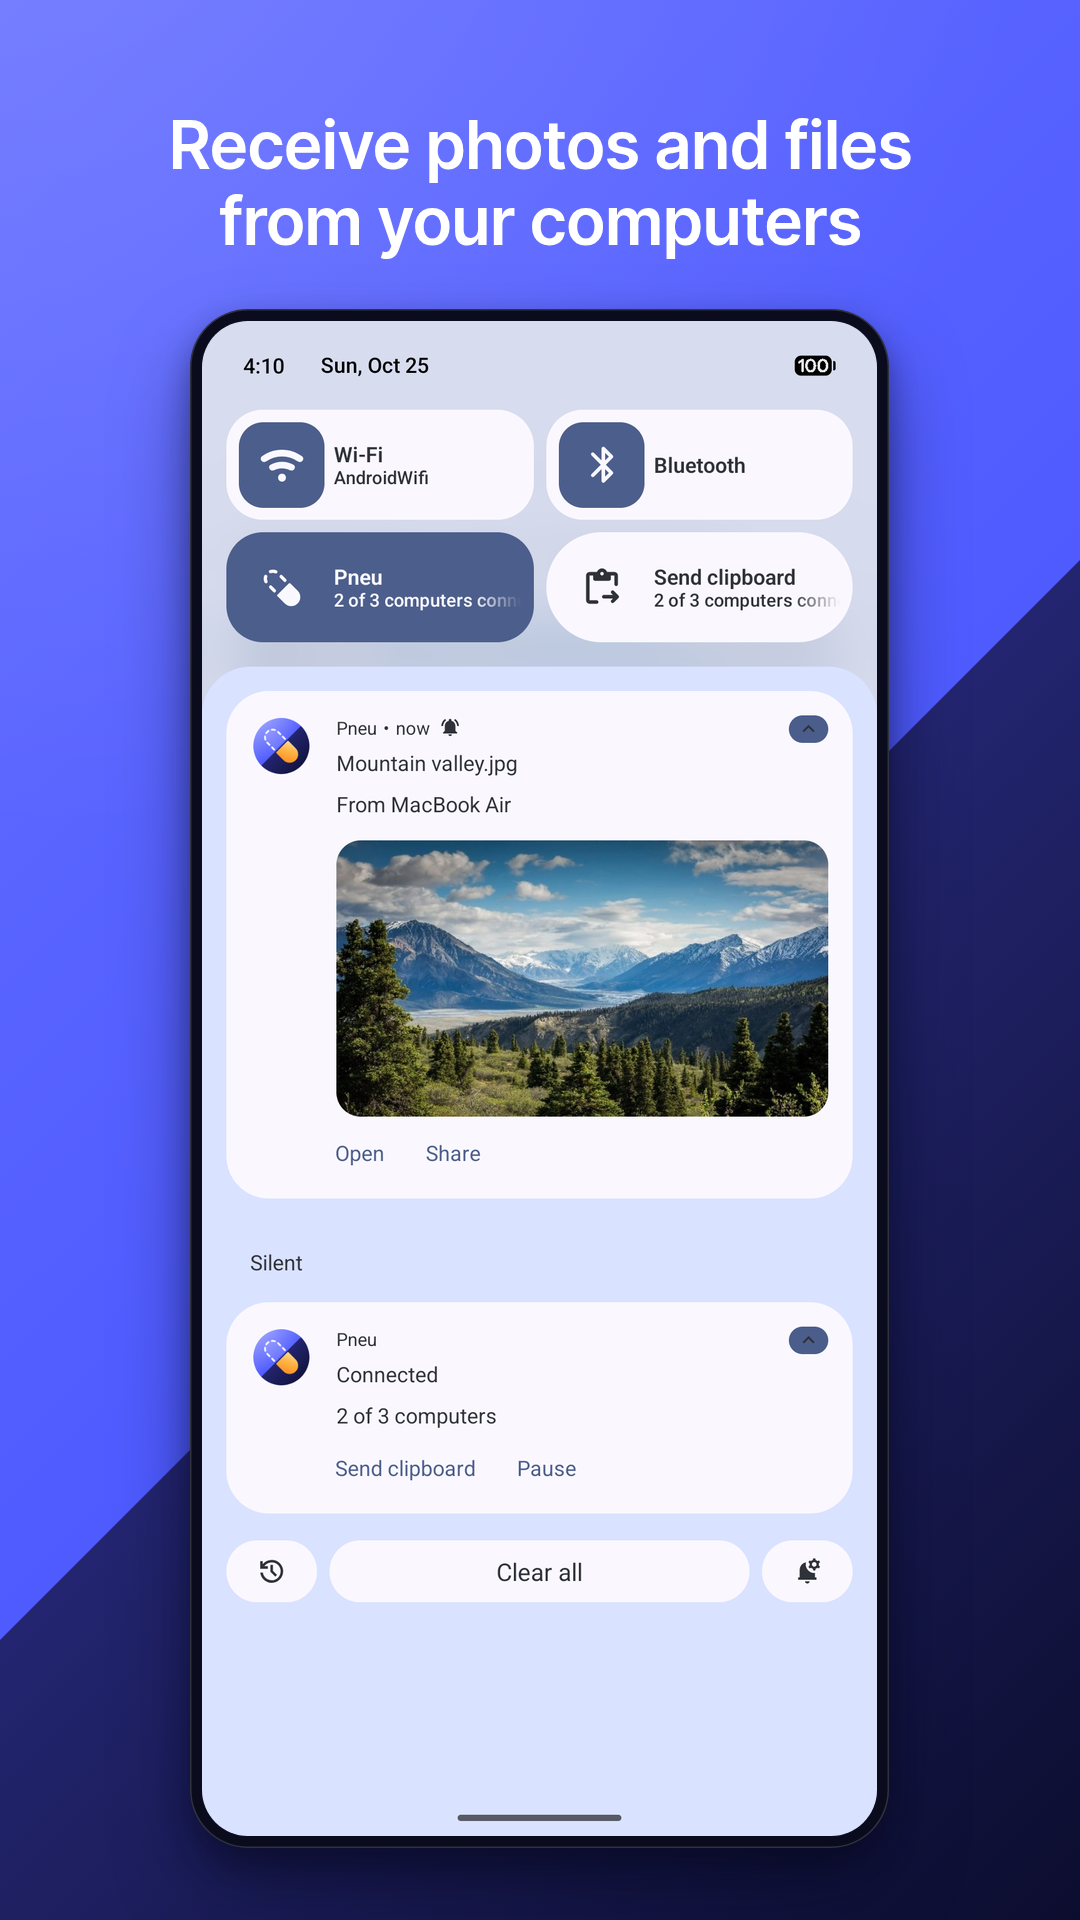 Receive photos and files
from your computers
4:10 Sun, Oct 25 100
Wi-Fi
AndroidWifi
Bluetooth
Pneu
2 of 3 computers conn
Send clipboard
2 of 3 computers conn
Pneu • now
Mountain valley.jpg
From MacBook Air
Open Share
Silent
Pneu
Connected
2 of 3 computers
Send clipboard Pause
Clear all